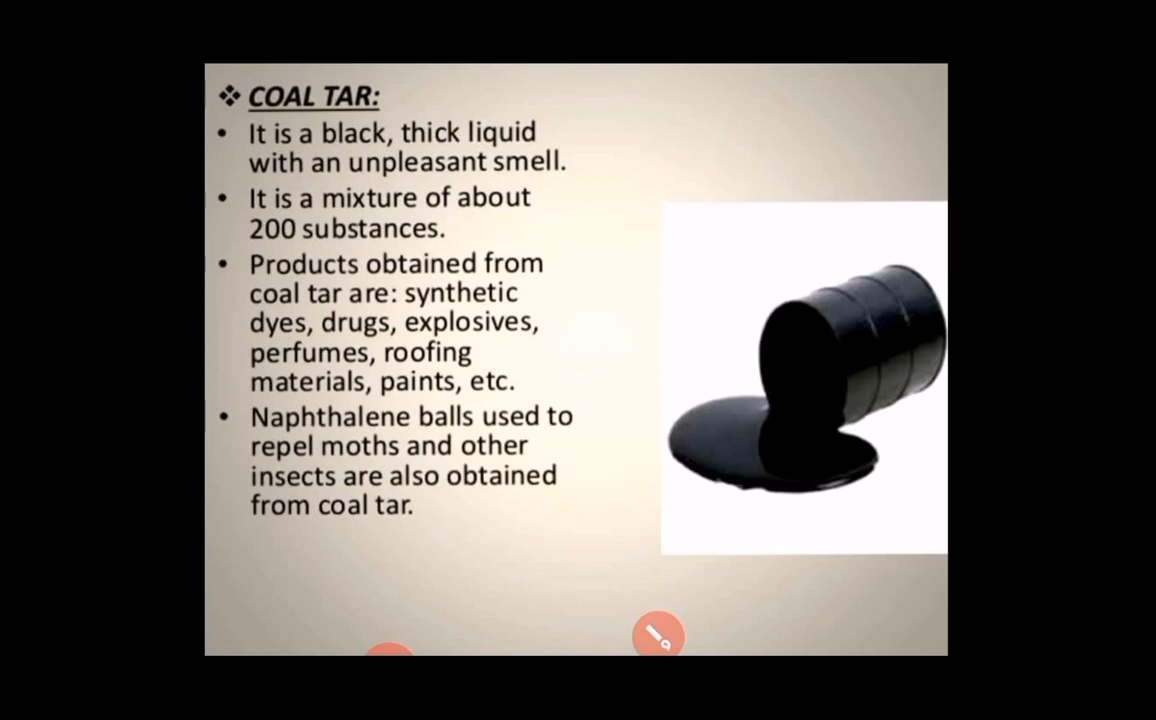 ❖ COAL TAR:
• It is a black, thick liquid
with an unpleasant smell.
• It is a mixture of about
200 substances.
• Products obtained from
coal tar are: synthetic
dyes, drugs, explosives,
perfumes, roofing
materials, paints, etc.
• Naphthalene balls used to
repel moths and other
insects are also obtained
from coal tar.